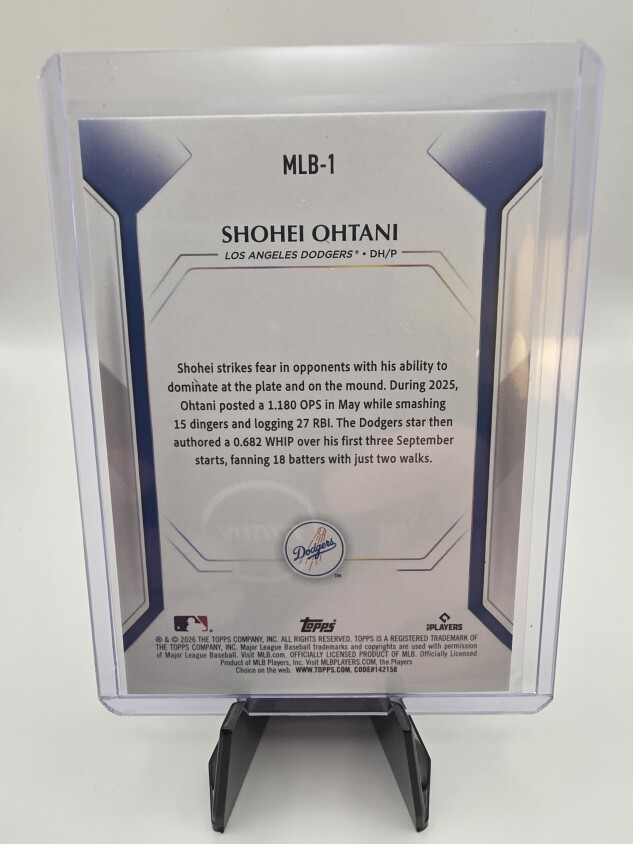 MLB-1
SHOHEI OHTANI
LOS ANGELES DODGERS® • DH/P
Shohei strikes fear in opponents with his ability to
dominate at the plate and on the mound. During 2025,
Ohtani posted a 1.180 OPS in May while smashing
15 dingers and logging 27 RBI. The Dodgers star then
authored a 0.682 WHIP over his first three September
starts, fanning 18 batters with just two walks.
Dodgers
TM
TOPPS
MLB PLAYERS
® & © 2026 THE TOPPS COMPANY, INC. ALL RIGHTS RESERVED. TOPPS IS A REGISTERED TRADEMARK OF
THE TOPPS COMPANY, INC. Major League Baseball trademarks and copyrights are used with permission
of Major League Baseball. Visit MLB.com. OFFICIALLY LICENSED PRODUCT OF MLB. Officially Licensed
Product of MLB Players, Inc. Visit MLBPLAYERS.COM, the Players
Choice on the web. WWW.TOPPS.COM. CODE#142158